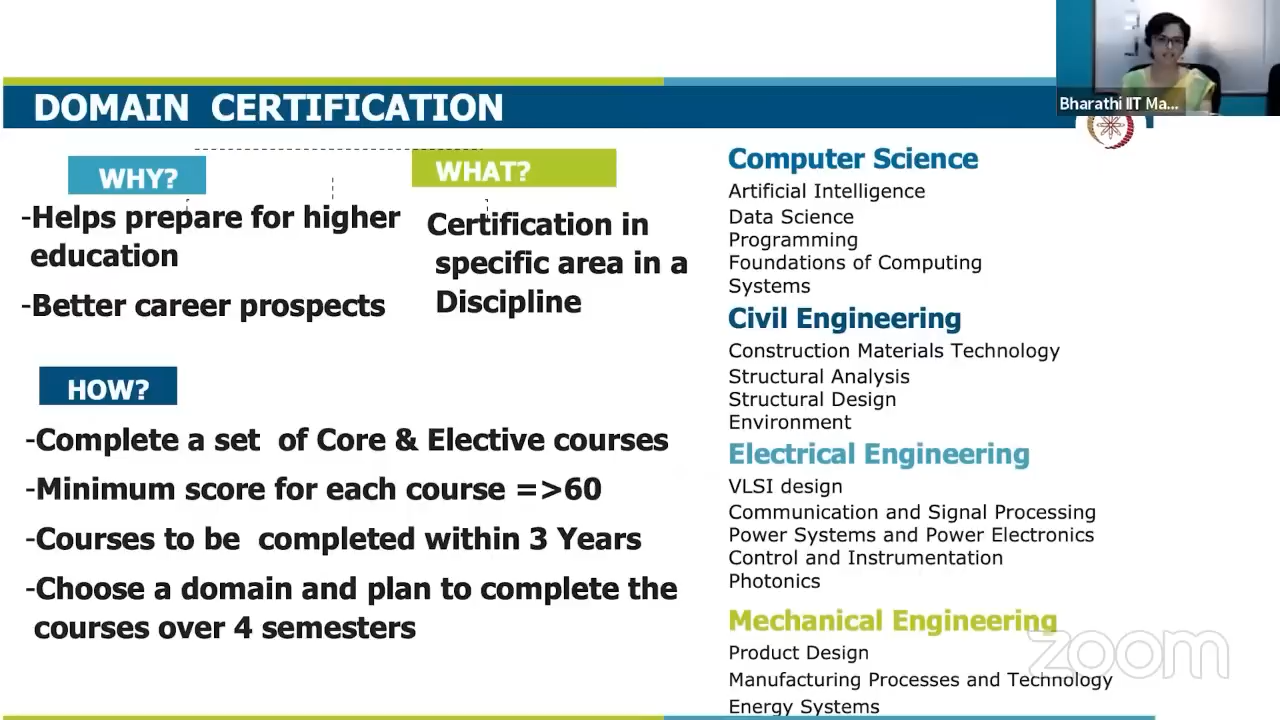 DOMAIN CERTIFICATION
Bharathi IIT Ma...
WHY?
-Helps prepare for higher
education
-Better career prospects
WHAT?
Certification in
specific area in a
Discipline
HOW?
-Complete a set of Core & Elective courses
-Minimum score for each course =>60
-Courses to be completed within 3 Years
-Choose a domain and plan to complete the
courses over 4 semesters
Computer Science
Artificial Intelligence
Data Science
Programming
Foundations of Computing
Systems
Civil Engineering
Construction Materials Technology
Structural Analysis
Structural Design
Environment
Electrical Engineering
VLSI design
Communication and Signal Processing
Power Systems and Power Electronics
Control and Instrumentation
Photonics
Mechanical Engineering
Product Design
Manufacturing Processes and Technology
Energy Systems
zoom